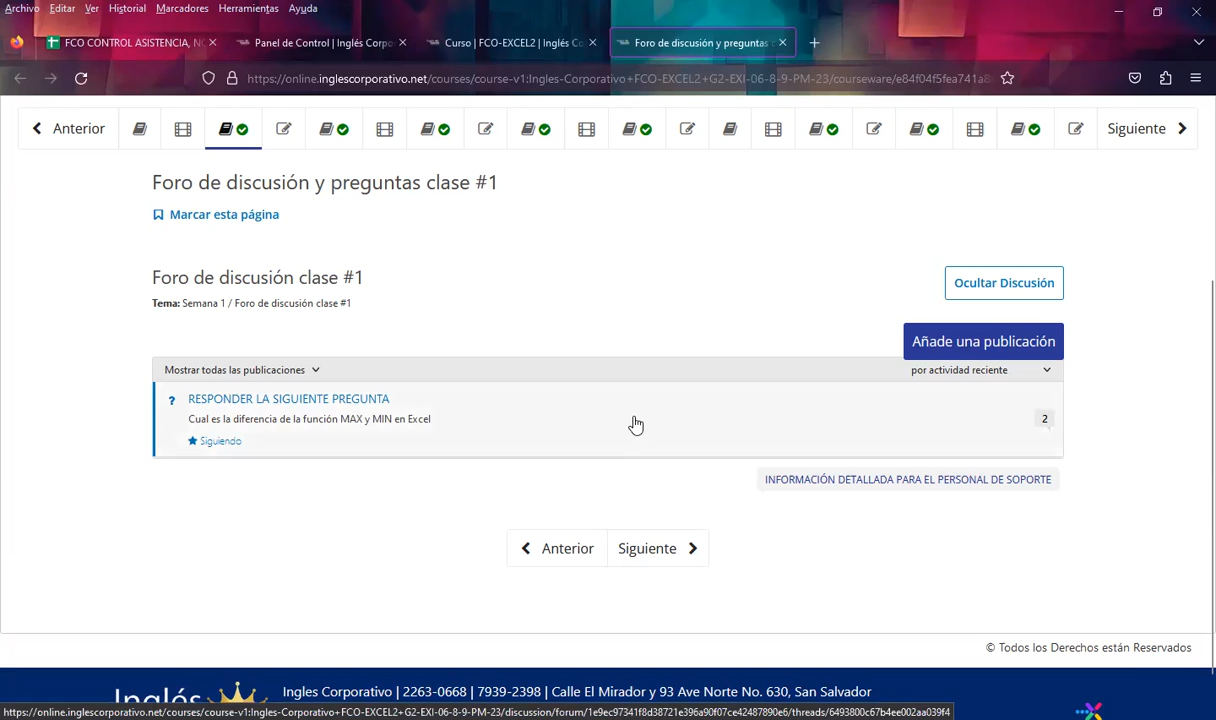 Archivo Editar Ver Historial Marcadores Herramientas Ayuda
FCO CONTROL ASISTENCIA, NO
Panel de Control | Inglés Corpo
Curso | FCO-EXCEL2 | Inglés Co
Foro de discusión y preguntas c
https://online.inglescorporativo.net/courses/course-v1:Ingles-Corporativo+FCO-EXCEL2+G2-EXI-06-8-9-PM-23/courseware/e84f04f5fea741a8
Anterior
Siguiente
Foro de discusión y preguntas clase #1
Marcar esta página
Foro de discusión clase #1
Ocultar Discusión
Tema: Semana 1 / Foro de discusión clase #1
Añade una publicación
Mostrar todas las publicaciones
por actividad reciente
? RESPONDER LA SIGUIENTE PREGUNTA
Cual es la diferencia de la función MAX y MIN en Excel
2
Siguiendo
INFORMACIÓN DETALLADA PARA EL PERSONAL DE SOPORTE
Anterior Siguiente
© Todos los Derechos están Reservados
Inglés
Ingles Corporativo | 2263-0668 | 7939-2398 | Calle El Mirador y 93 Ave Norte No. 630, San Salvador
https://online.inglescorporativo.net/courses/course-v1:Ingles-Corporativo+FCO-EXCEL2+G2-EXI-06-8-9-PM-23/discussion/forum/1e9ec97341f8d38721e396a90f07ce42487890e6/threads/6493800c67b4ee002aa039f4